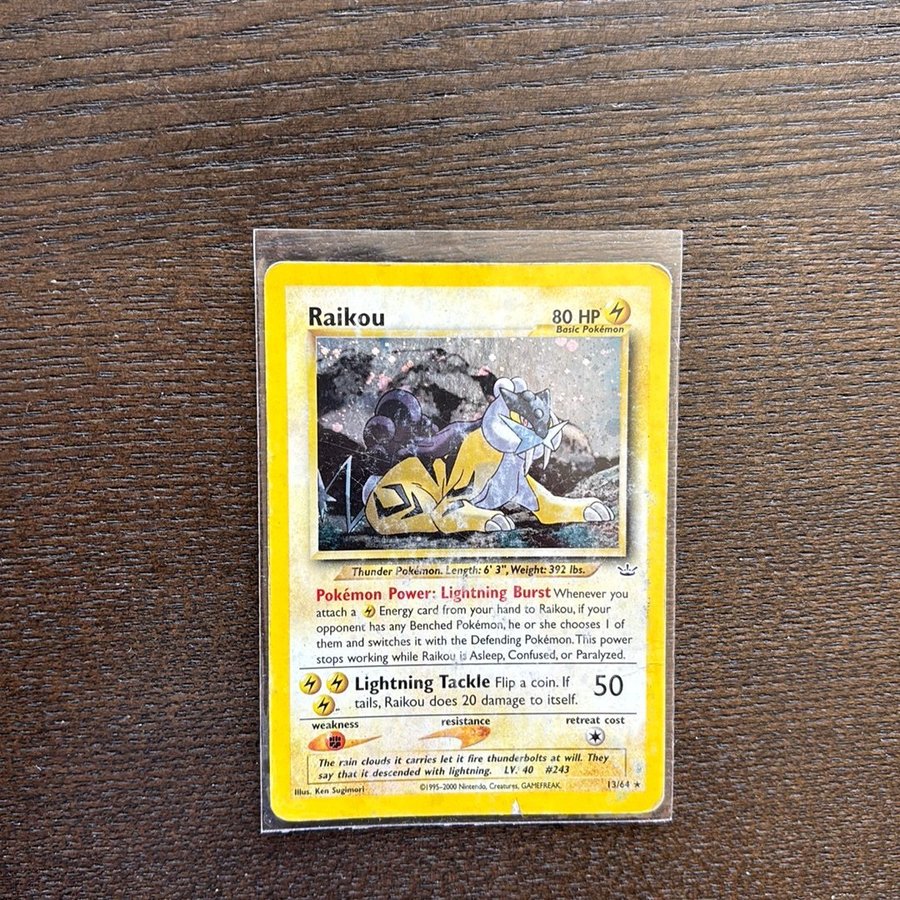 Raikou
80 HP
Basic Pokémon
Thunder Pokémon. Length: 6' 3", Weight: 392 lbs.
Pokémon Power: Lightning Burst Whenever you
attach a Energy card from your hand to Raikou, if your
opponent has any Benched Pokémon, he or she chooses 1 of
them and switches it with the Defending Pokémon. This power
stops working while Raikou is Asleep, Confused, or Paralyzed.
Lightning Tackle Flip a coin. If
tails, Raikou does 20 damage to itself.
50
weakness
resistance
retreat cost
The rain clouds it carries let it fire thunderbolts at will. They
say that it descended with lightning. LV. 40 #243
Illus. Ken Sugimori
©1995-2000 Nintendo, Creatures, GAMEFREAK.
13/64 ★